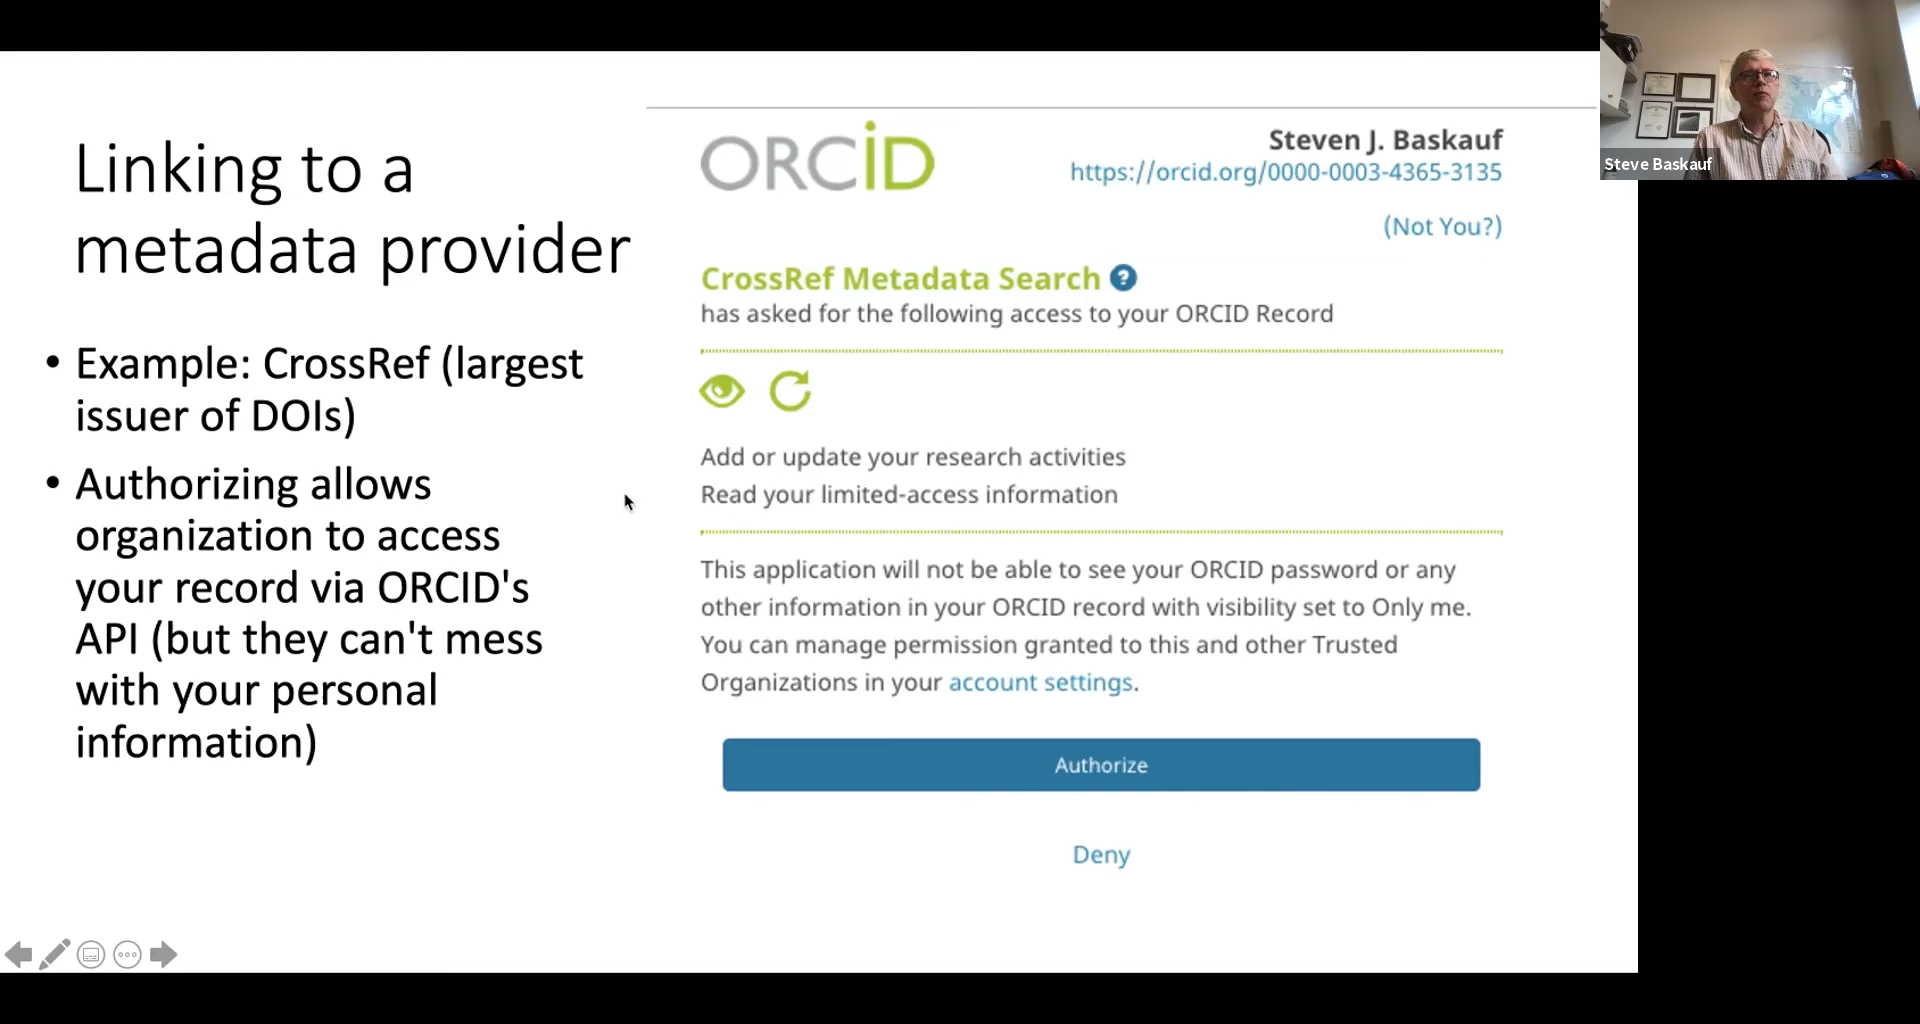 Linking to a
metadata provider
• Example: CrossRef (largest
issuer of DOIs)
• Authorizing allows
organization to access
your record via ORCID's
API (but they can't mess
with your personal
information)
ORCID
Steven J. Baskauf
https://orcid.org/0000-0003-4365-3135
(Not You?)
CrossRef Metadata Search ?
has asked for the following access to your ORCID Record
Add or update your research activities
Read your limited-access information
This application will not be able to see your ORCID password or any
other information in your ORCID record with visibility set to Only me.
You can manage permission granted to this and other Trusted
Organizations in your account settings.
Authorize
Deny
Steve Baskauf